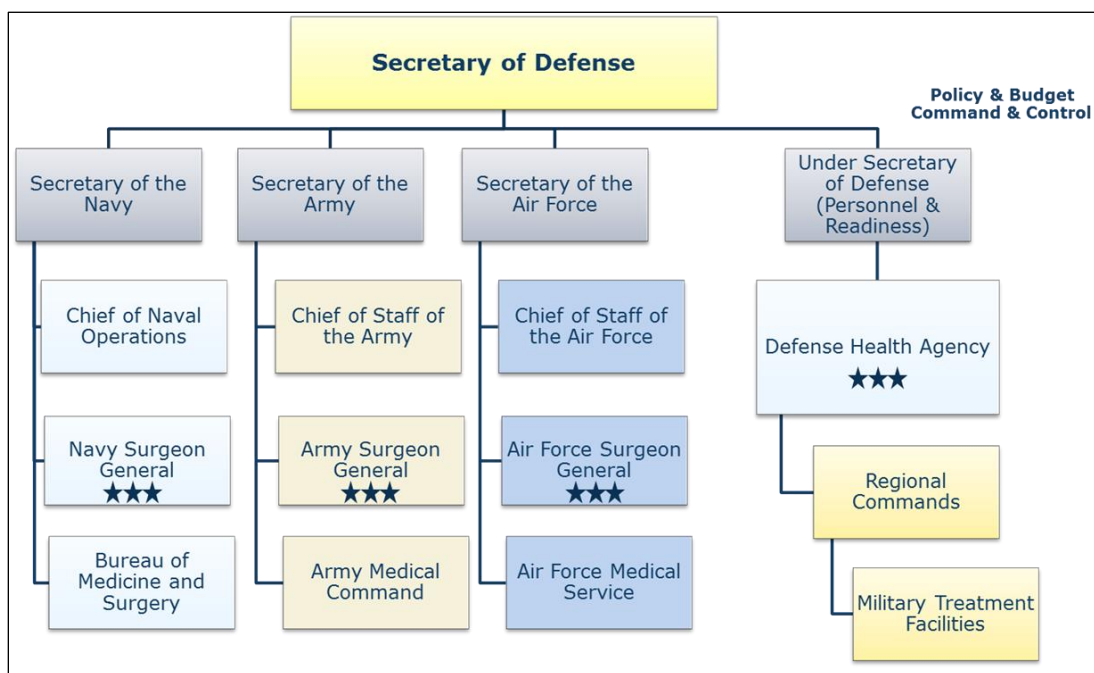 Secretary of Defense
Policy & Budget
Command & Control
Secretary of the
Navy
Secretary of the
Army
Secretary of the
Air Force
Under Secretary
of Defense
(Personnel &
Readiness)
Chief of Naval
Operations
Chief of Staff of
the Army
Chief of Staff of
the Air Force
Defense Health Agency
★★★
Navy Surgeon
General
★★★
Army Surgeon
General
★★★
Air Force Surgeon
General
★★★
Regional
Commands
Bureau of
Medicine and
Surgery
Army Medical
Command
Air Force Medical
Service
Military Treatment
Facilities